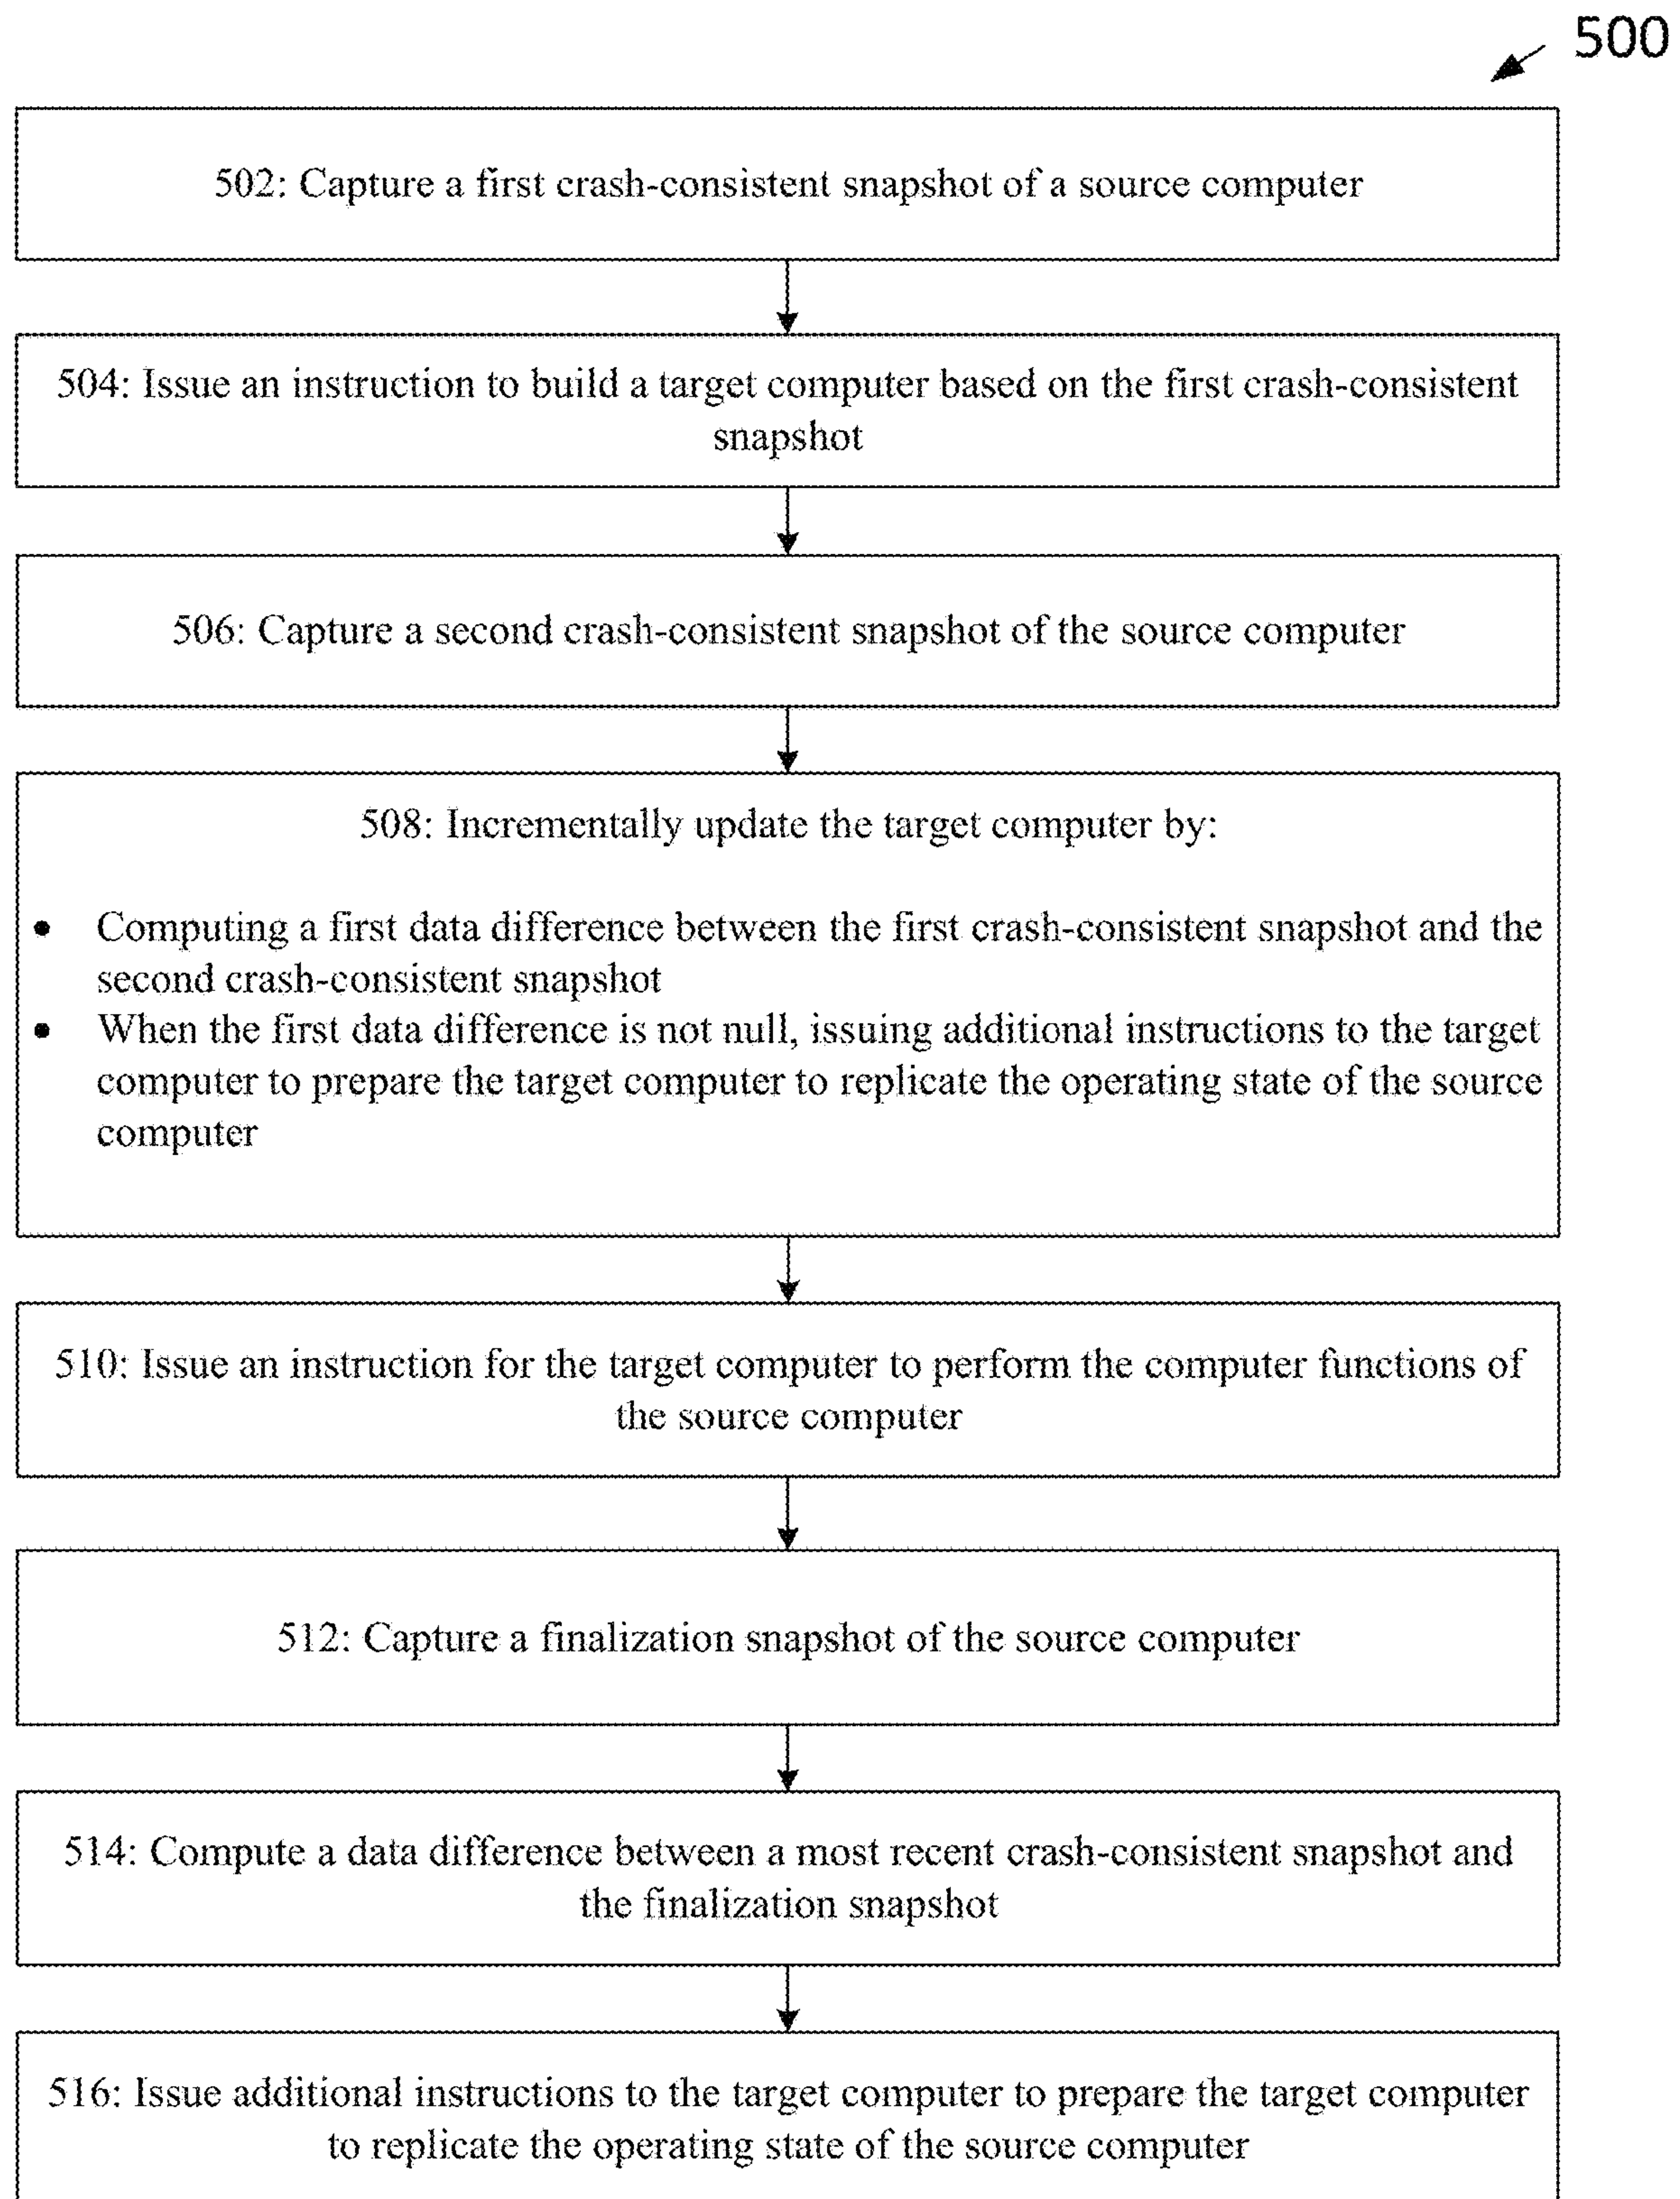 500
502: Capture a first crash-consistent snapshot of a source computer
504: Issue an instruction to build a target computer based on the first crash-consistent
snapshot
506: Capture a second crash-consistent snapshot of the source computer
508: Incrementally update the target computer by:
• Computing a first data difference between the first crash-consistent snapshot and the
second crash-consistent snapshot
• When the first data difference is not null, issuing additional instructions to the target
computer to prepare the target computer to replicate the operating state of the source
computer
510: Issue an instruction for the target computer to perform the computer functions of
the source computer
512: Capture a finalization snapshot of the source computer
514: Compute a data difference between a most recent crash-consistent snapshot and
the finalization snapshot
516: Issue additional instructions to the target computer to prepare the target computer
to replicate the operating state of the source computer